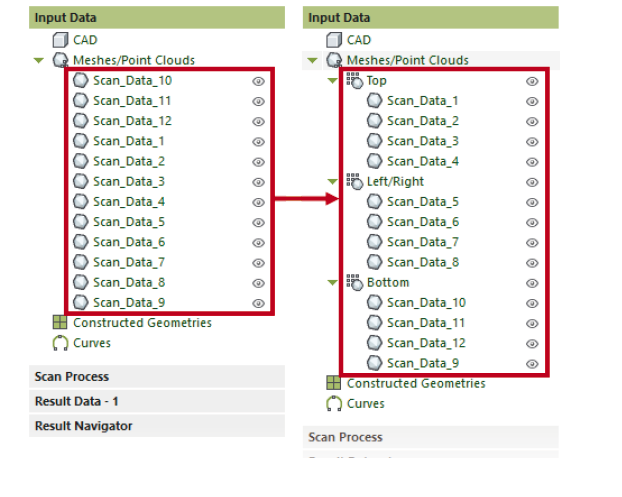 Input Data
CAD
Meshes/Point Clouds
Scan_Data_10
Scan_Data_11
Scan_Data_12
Scan_Data_1
Scan_Data_2
Scan_Data_3
Scan_Data_4
Scan_Data_5
Scan_Data_6
Scan_Data_7
Scan_Data_8
Scan_Data_9
Constructed Geometries
Curves
Scan Process
Result Data - 1
Result Navigator
Input Data
CAD
Meshes/Point Clouds
Top
Scan_Data_1
Scan_Data_2
Scan_Data_3
Scan_Data_4
Left/Right
Scan_Data_5
Scan_Data_6
Scan_Data_7
Scan_Data_8
Bottom
Scan_Data_10
Scan_Data_11
Scan_Data_12
Scan_Data_9
Constructed Geometries
Curves
Scan Process